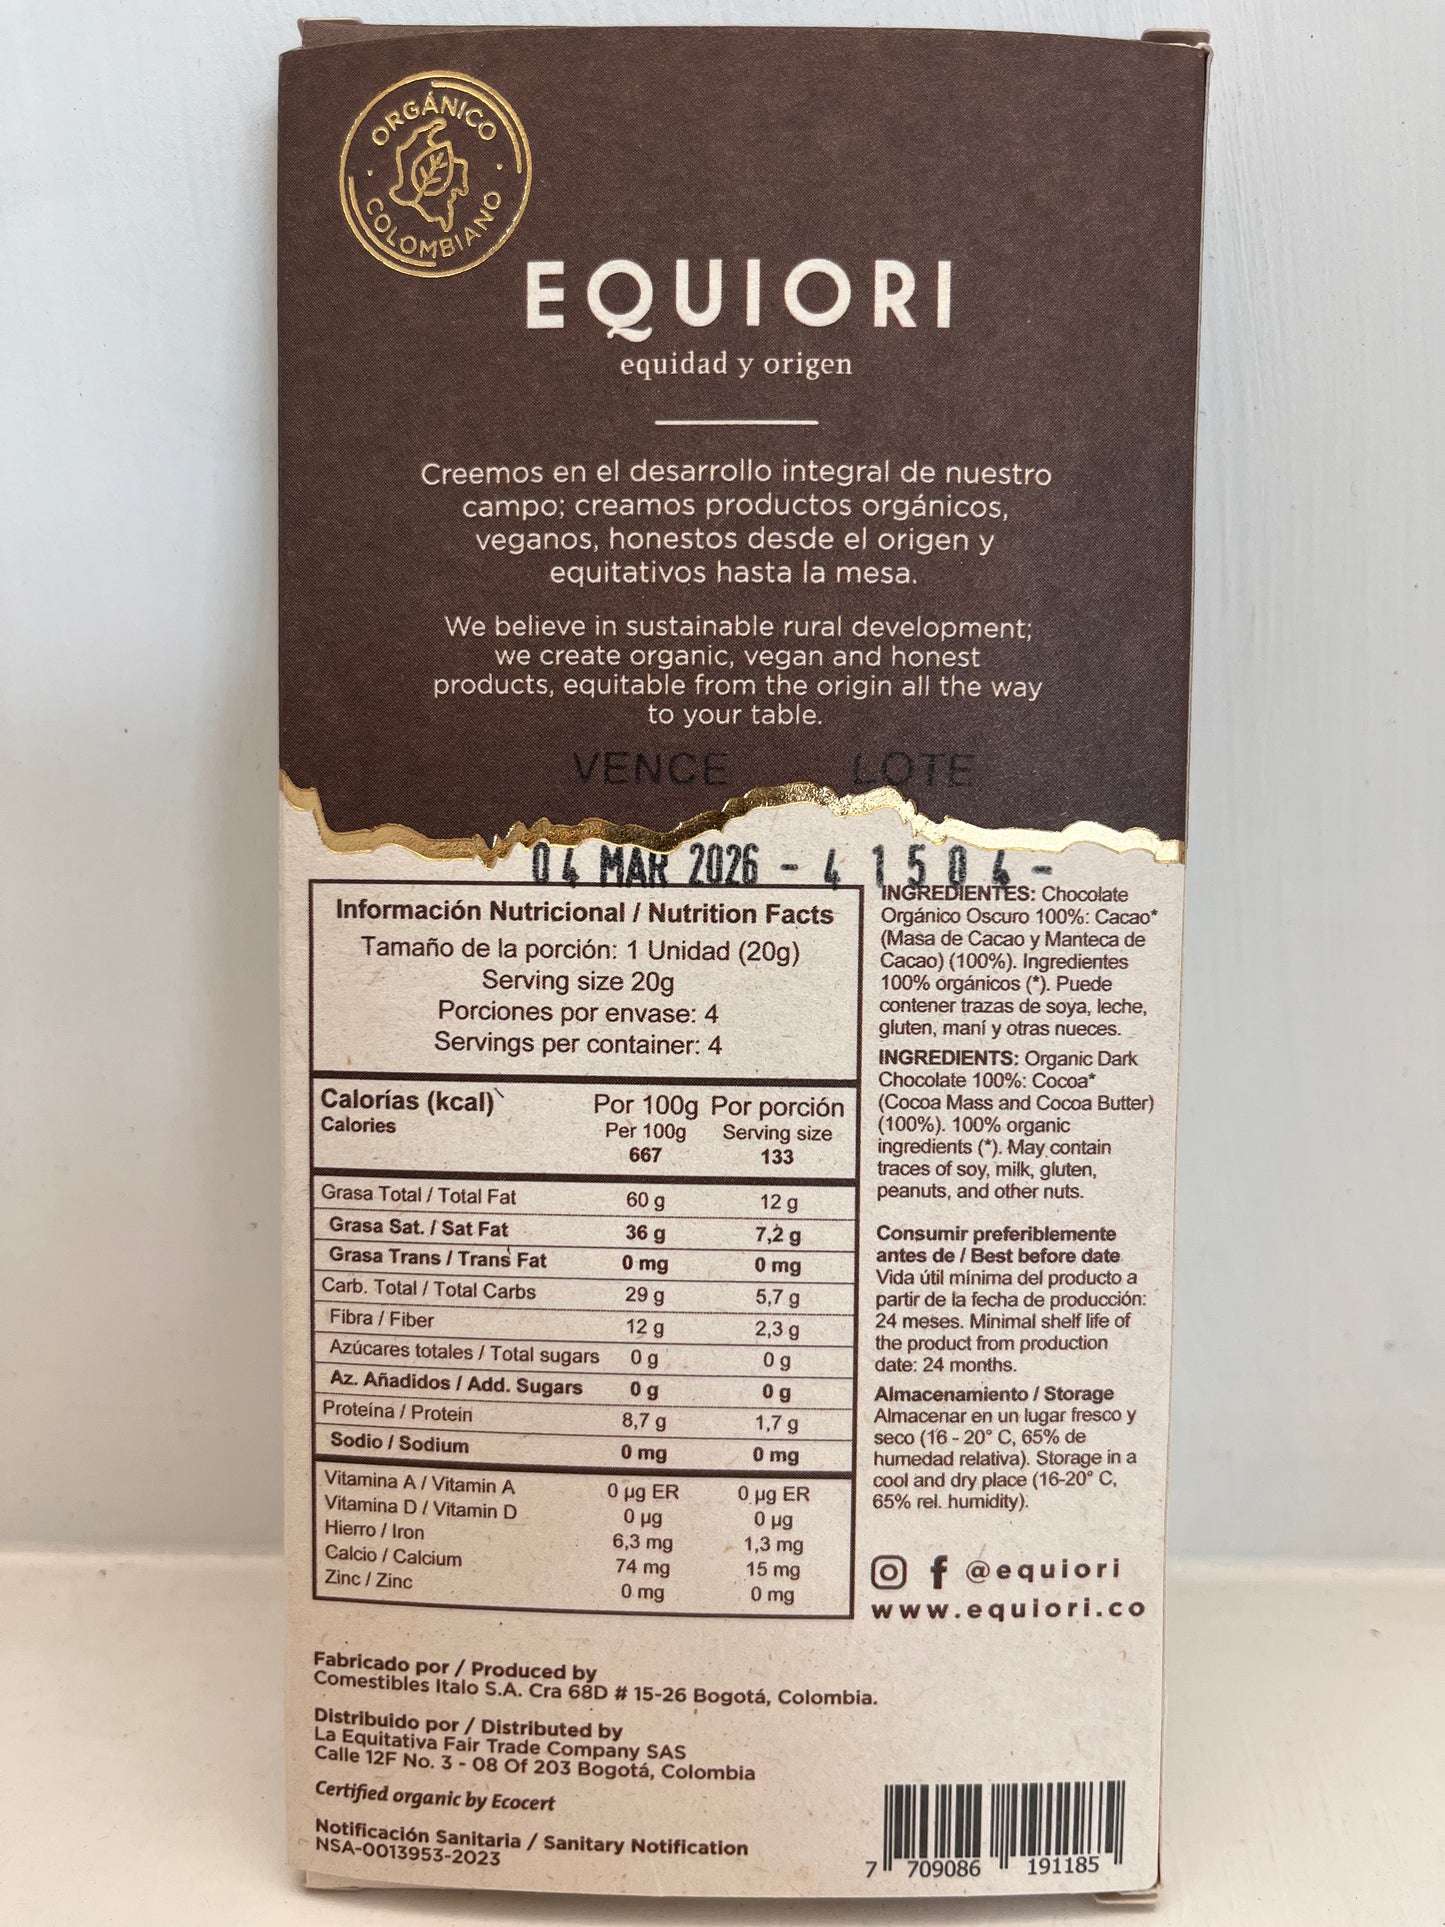 ORGÁNICO
COLOMBIANO
EQUIORI
equidad y origen
Creemos en el desarrollo integral de nuestro
campo; creamos productos orgánicos,
veganos, honestos desde el origen y
equitativos hasta la mesa.
We believe in sustainable rural development;
we create organic, vegan and honest
products, equitable from the origin all the way
to your table.
VENCE LOTE
04 MAR 2026 - 41504-
Información Nutricional / Nutrition Facts
Tamaño de la porción: 1 Unidad (20g)
Serving size 20g
Porciones por envase: 4
Servings per container: 4
Calorías (kcal) Por 100g Por porción
Calories Per 100g Serving size
667 133
Grasa Total / Total Fat 60 g 12 g
Grasa Sat. / Sat Fat 36 g 7,2 g
Grasa Trans / Trans Fat 0 mg 0 mg
Carb. Total / Total Carbs 29 g 5,7 g
Fibra / Fiber 12 g 2,3 g
Azúcares totales / Total sugars 0 g 0 g
Az. Añadidos / Add. Sugars 0 g 0 g
Proteína / Protein 8,7 g 1,7 g
Sodio / Sodium 0 mg 0 mg
Vitamina A / Vitamin A 0 µg ER 0 µg ER
Vitamina D / Vitamin D 0 µg 0 µg
Hierro / Iron 6,3 mg 1,3 mg
Calcio / Calcium 74 mg 15 mg
Zinc / Zinc 0 mg 0 mg
INGREDIENTES: Chocolate
Orgánico Oscuro 100%: Cacao*
(Masa de Cacao y Manteca de
Cacao) (100%). Ingredientes
100% orgánicos (*). Puede
contener trazas de soya, leche,
gluten, maní y otras nueces.
INGREDIENTS: Organic Dark
Chocolate 100%: Cocoa*
(Cocoa Mass and Cocoa Butter)
(100%). 100% organic
ingredients (*). May contain
traces of soy, milk, gluten,
peanuts, and other nuts.
Consumir preferiblemente
antes de / Best before date
Vida útil mínima del producto a
partir de la fecha de producción:
24 meses. Minimal shelf life of
the product from production
date: 24 months.
Almacenamiento / Storage
Almacenar en un lugar fresco y
seco (16 - 20° C, 65% de
humedad relativa). Storage in a
cool and dry place (16-20° C,
65% rel. humidity).
@equiori
www.equiori.co
Fabricado por / Produced by
Comestibles Italo S.A. Cra 68D # 15-26 Bogotá, Colombia.
Distribuido por / Distributed by
La Equitativa Fair Trade Company SAS
Calle 12F No. 3 - 08 Of 203 Bogotá, Colombia
Certified organic by Ecocert
Notificación Sanitaria / Sanitary Notification
NSA-0013953-2023
7 709086 191185